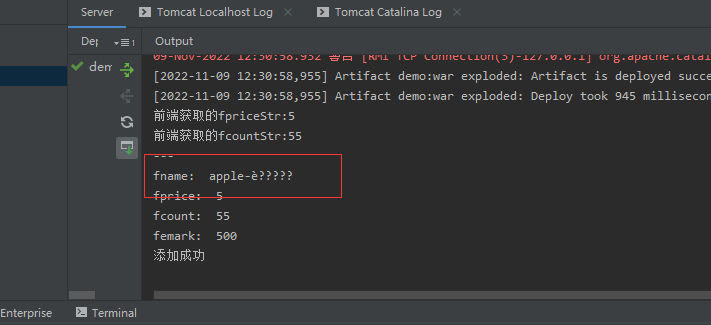 Server Tomcat Localhost Log Tomcat Catalina Log
Output
dem
09-Nov-2022 12:30:58.932 警告 [RMI TCP Connection(3)-127.0.0.1] org.apache.catal
[2022-11-09 12:30:58,955] Artifact demo:war exploded: Artifact is deployed succe
[2022-11-09 12:30:58,955] Artifact demo:war exploded: Deploy took 945 millisecon
前端获取的fpriceStr:5
前端获取的fcountStr:55
---
fname: apple-è?????
fprice: 5
fcount: 55
femark: 500
添加成功
Enterprise Terminal